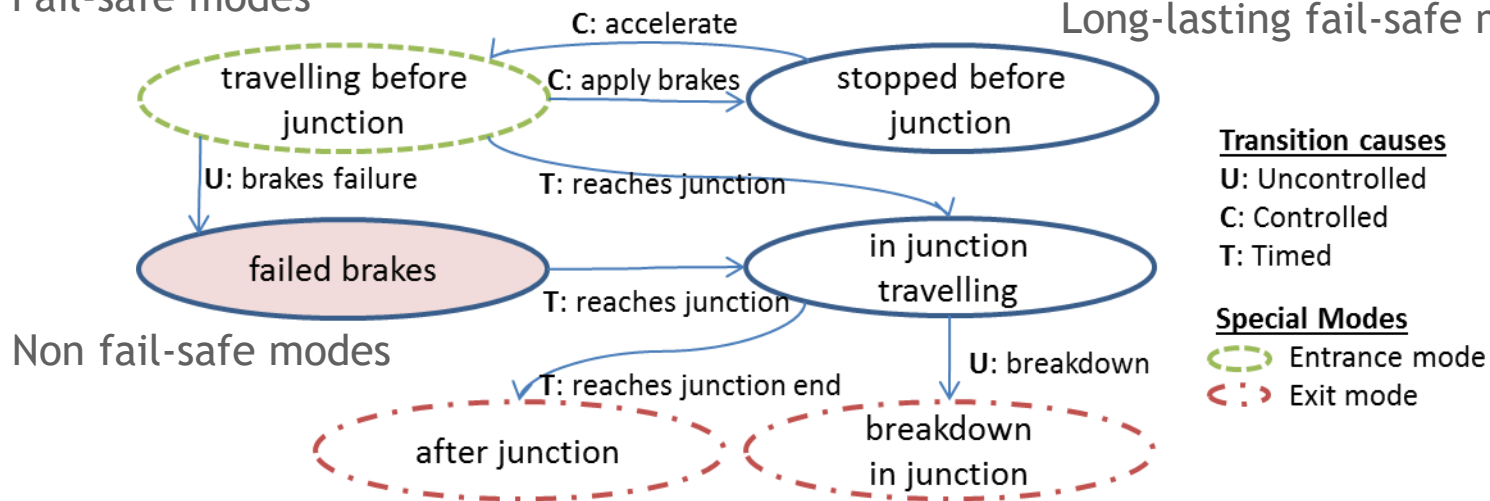 Fail-safe modes
Long-lasting fail-safe
C: accelerate
travelling before
junction
C: apply brakes
stopped before
junction
U: brakes failure
T: reaches junction
failed brakes
in junction
travelling
T: reaches junction
Non fail-safe modes
T: reaches junction end
U: breakdown
after junction
breakdown
in junction
Transition causes
U: Uncontrolled
C: Controlled
T: Timed
Special Modes
Entrance mode
Exit mode